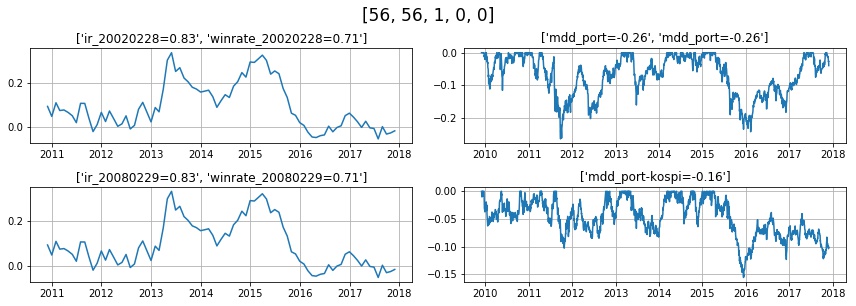 [56, 56, 1, 0, 0]
['ir_20020228=0.83', 'winrate_20020228=0.71']
0.2
0.0
2011 2012 2013 2014 2015 2016 2017 2018
['mdd_port=-0.26', 'mdd_port=-0.26']
0.0
−0.1
−0.2
2010 2011 2012 2013 2014 2015 2016 2017 2018
['ir_20080229=0.83', 'winrate_20080229=0.71']
0.2
0.0
2011 2012 2013 2014 2015 2016 2017 2018
['mdd_port-kospi=-0.16']
0.00
−0.05
−0.10
−0.15
2010 2011 2012 2013 2014 2015 2016 2017 2018